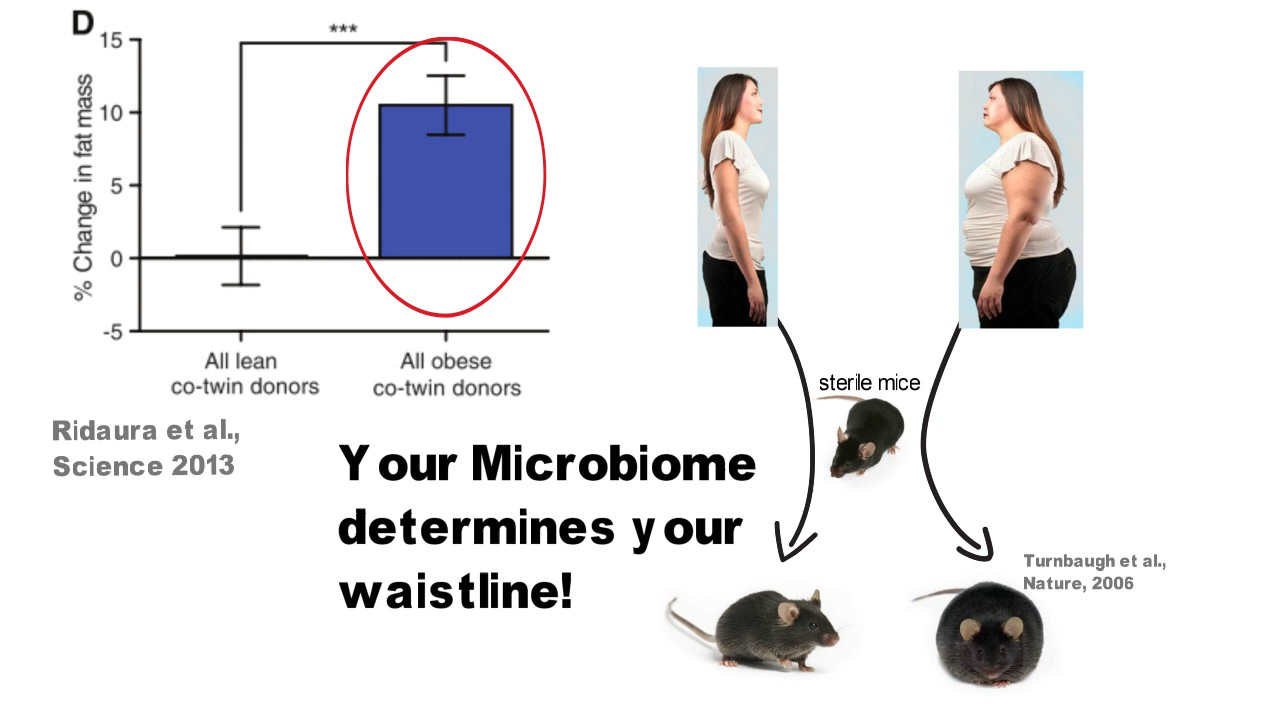 D
***
15
10
5
0
-5
% Change in fat mass
All lean
co-twin donors
All obese
co-twin donors
Ridaura et al.,
Science 2013
Your Microbiome
determines your
waistline!
sterile mice
Turnbaugh et al.,
Nature, 2006